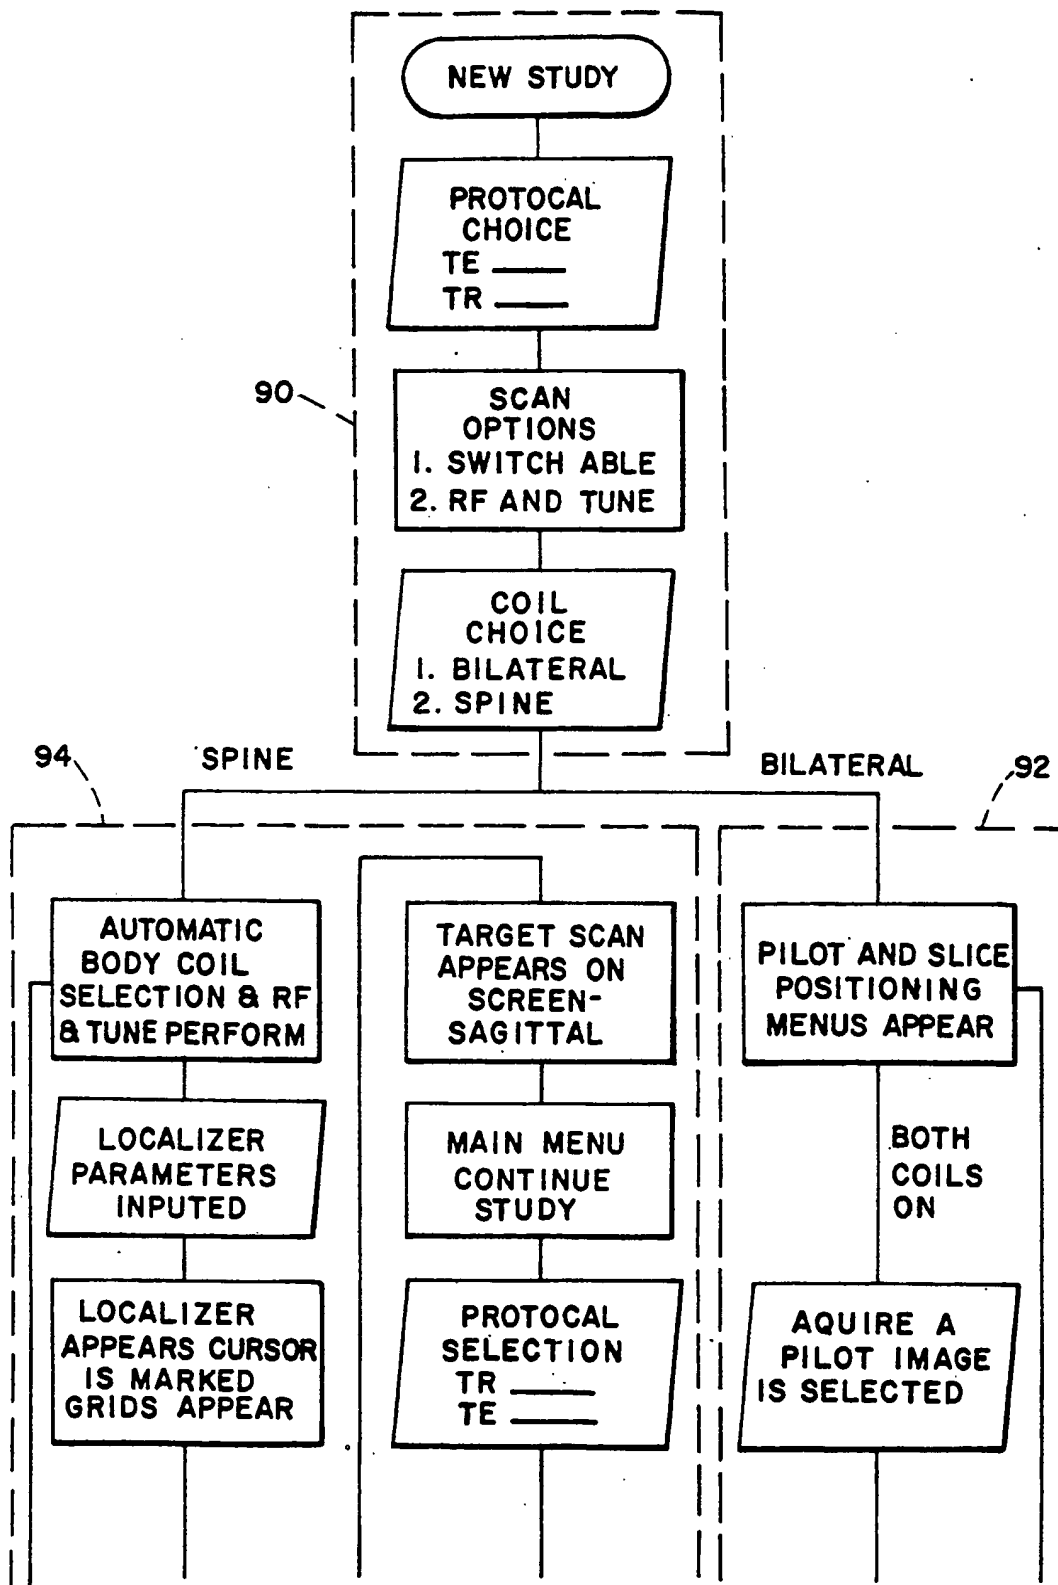 NEW STUDY
PROTOCAL
CHOICE
TE
TR
90
SCAN
OPTIONS
1. SWITCH ABLE
2. RF AND TUNE
COIL
CHOICE
1. BILATERAL
2. SPINE
94
SPINE
BILATERAL
92
AUTOMATIC
BODY COIL
SELECTION & RF
& TUNE PERFORM
LOCALIZER
PARAMETERS
INPUTED
LOCALIZER
APPEARS CURSOR
IS MARKED
GRIDS APPEAR
TARGET SCAN
APPEARS ON
SCREEN-
SAGITTAL
MAIN MENU
CONTINUE
STUDY
PROTOCAL
SELECTION
TR
TE
PILOT AND SLICE
POSITIONING
MENUS APPEAR
BOTH
COILS
ON
AQUIRE A
PILOT IMAGE
IS SELECTED